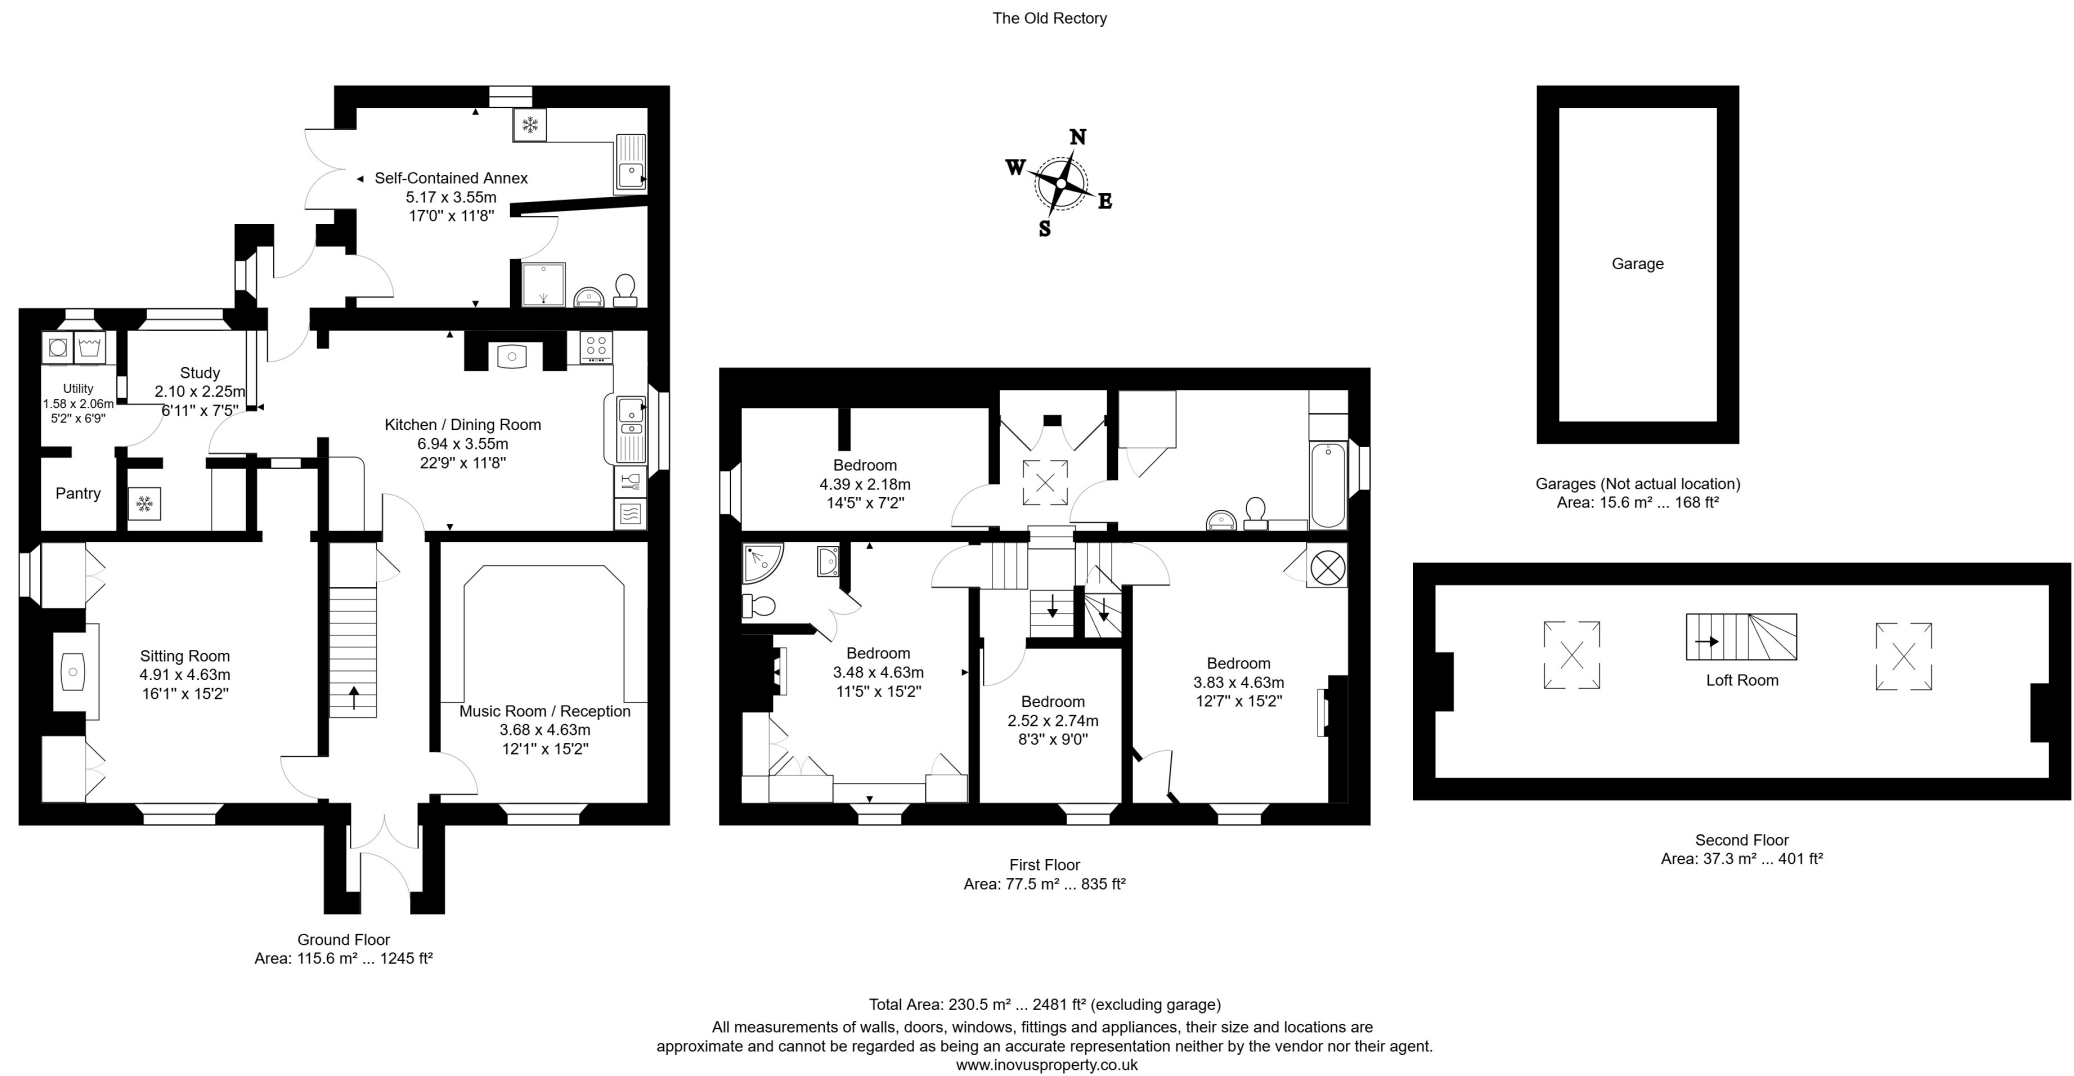 The Old Rectory
N
W
E
S
Self-Contained Annex
5.17 x 3.55m
17'0" x 11'8"
Study
2.10 x 2.25m
6'11" x 7'5"
Utility
1.58 x 2.06m
5'2" x 6'9"
Pantry
Kitchen / Dining Room
6.94 x 3.55m
22'9" x 11'8"
Sitting Room
4.91 x 4.63m
16'1" x 15'2"
Music Room / Reception
3.68 x 4.63m
12'1" x 15'2"
Ground Floor
Area: 115.6 m² ... 1245 ft²
Bedroom
4.39 x 2.18m
14'5" x 7'2"
Bedroom
3.48 x 4.63m
11'5" x 15'2"
Bedroom
2.52 x 2.74m
8'3" x 9'0"
Bedroom
3.83 x 4.63m
12'7" x 15'2"
First Floor
Area: 77.5 m² ... 835 ft²
Garage
Garages (Not actual location)
Area: 15.6 m² ... 168 ft²
Loft Room
Second Floor
Area: 37.3 m² ... 401 ft²
Total Area: 230.5 m² ... 2481 ft² (excluding garage)
All measurements of walls, doors, windows, fittings and appliances, their size and locations are
approximate and cannot be regarded as being an accurate representation neither by the vendor nor their agent.
www.inovusproperty.co.uk